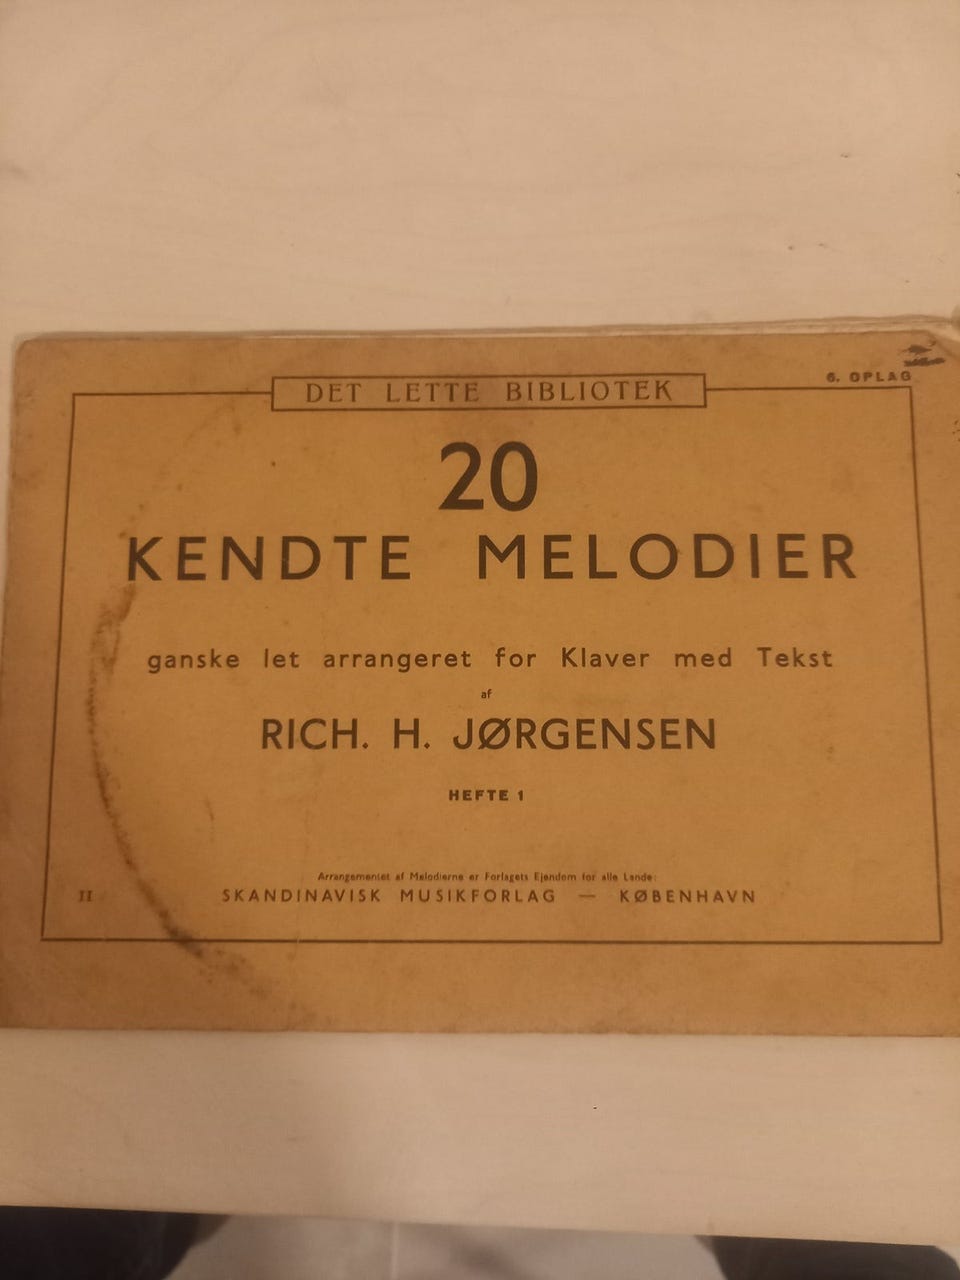 6. OPLAG
DET LETTE BIBLIOTEK
20
KENDTE MELODIER
ganske let arrangeret for Klaver med Tekst
af
RICH. H. JØRGENSEN
HEFTE 1
Arrangementet af Melodierne er Forlagets Ejendom for alle Lande:
II SKANDINAVISK MUSIKFORLAG — KØBENHAVN